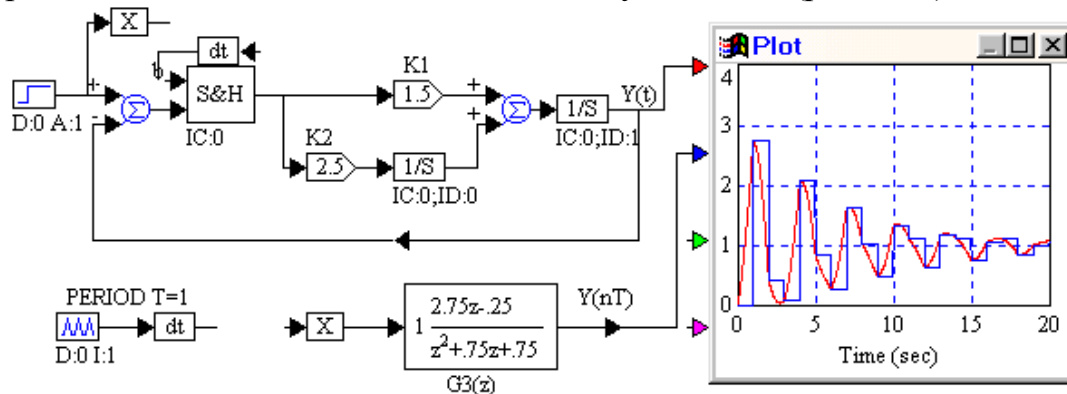 X
dt
b
S&H
IC:0
D:0 A:1
+
-
Σ
K1
1.5
K2
2.5
1/S
IC:0;ID:0
+
+
Σ
1/S
IC:0;ID:1
Y(t)
PERIOD T=1
D:0 I:1
dt
X
1 2.75z-.25
z²+.75z+.75
G3(z)
Y(nT)
Plot
4
3
2
1
0
0 5 10 15 20
Time (sec)